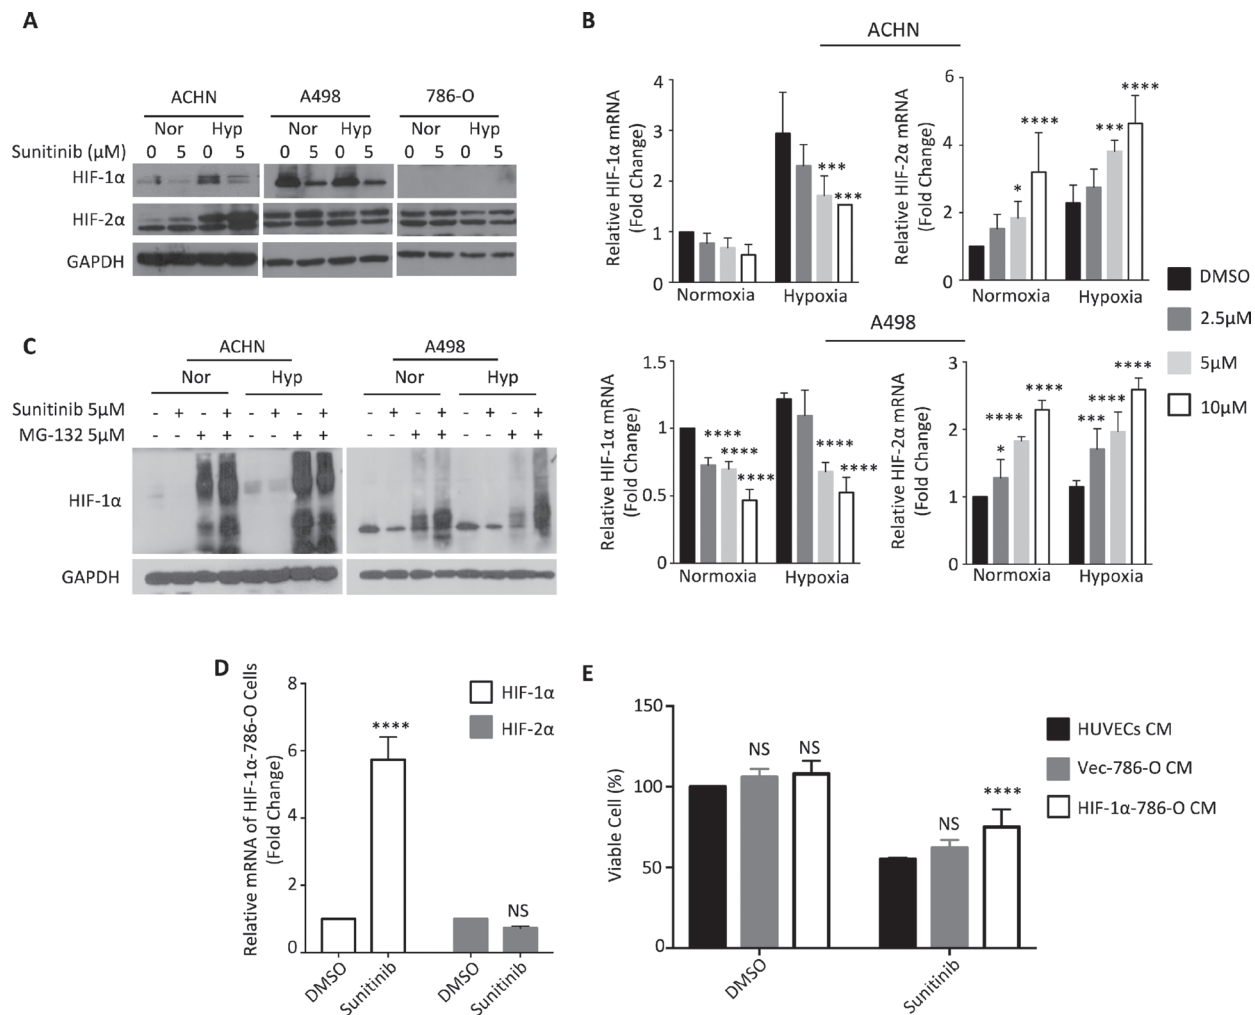 A
ACHN
A498
786-O
Nor Hyp Nor Hyp Nor Hyp
Sunitinib (µM) 0 5 0 5 0 5 0 5 0 5 0 5
HIF-1α
HIF-2α
GAPDH
B
ACHN
Relative HIF-1α mRNA
(Fold Change)
4
3
2
1
0
***
***
Normoxia
Hypoxia
Relative HIF-2α mRNA
(Fold Change)
6
4
2
0
*
****
***
****
Normoxia
Hypoxia
DMSO
2.5µM
5µM
10µM
A498
Relative HIF-1α mRNA
(Fold Change)
1.5
1
0.5
0
****
****
****
****
****
Normoxia
Hypoxia
Relative HIF-2α mRNA
(Fold Change)
3
2
1
0
*
****
****
***
****
****
Normoxia
Hypoxia
C
ACHN
A498
Nor Hyp Nor Hyp
Sunitinib 5µM - + - + - + - + - + - + - + - +
MG-132 5µM - - + + - - + + - - + + - - + +
HIF-1α
GAPDH
D
Relative mRNA of HIF-1α-786-O Cells
(Fold Change)
8
6
4
2
0
****
NS
HIF-1α
HIF-2α
DMSO
Sunitinib
DMSO
Sunitinib
E
Viable Cell (%)
150
100
50
0
NS
NS
NS
****
HUVECs CM
Vec-786-O CM
HIF-1α-786-O CM
DMSO
Sunitinib